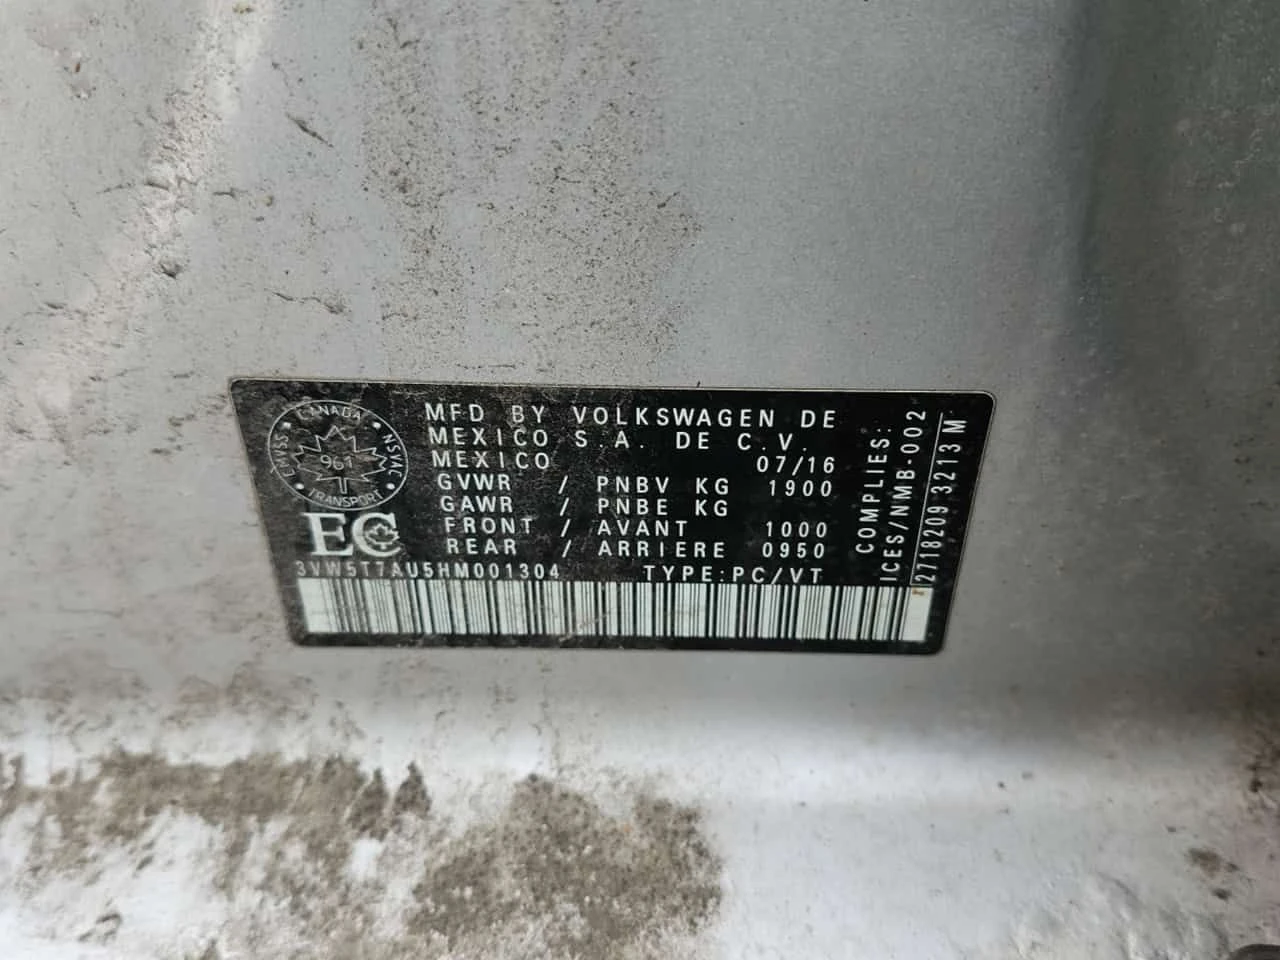 CANADA
CMVSS
961
NSVAC
TRANSPORT
EC
MFD BY VOLKSWAGEN DE
MEXICO S.A. DE C.V.
MEXICO 07/16
GVWR / PNBV KG 1900
GAWR / PNBE KG
FRONT / AVANT 1000
REAR / ARRIERE 0950
3VW5T7AU5HM001304 TYPE:PC/VT
COMPLIES:
ICES/NMB-002
2718209 3213 M